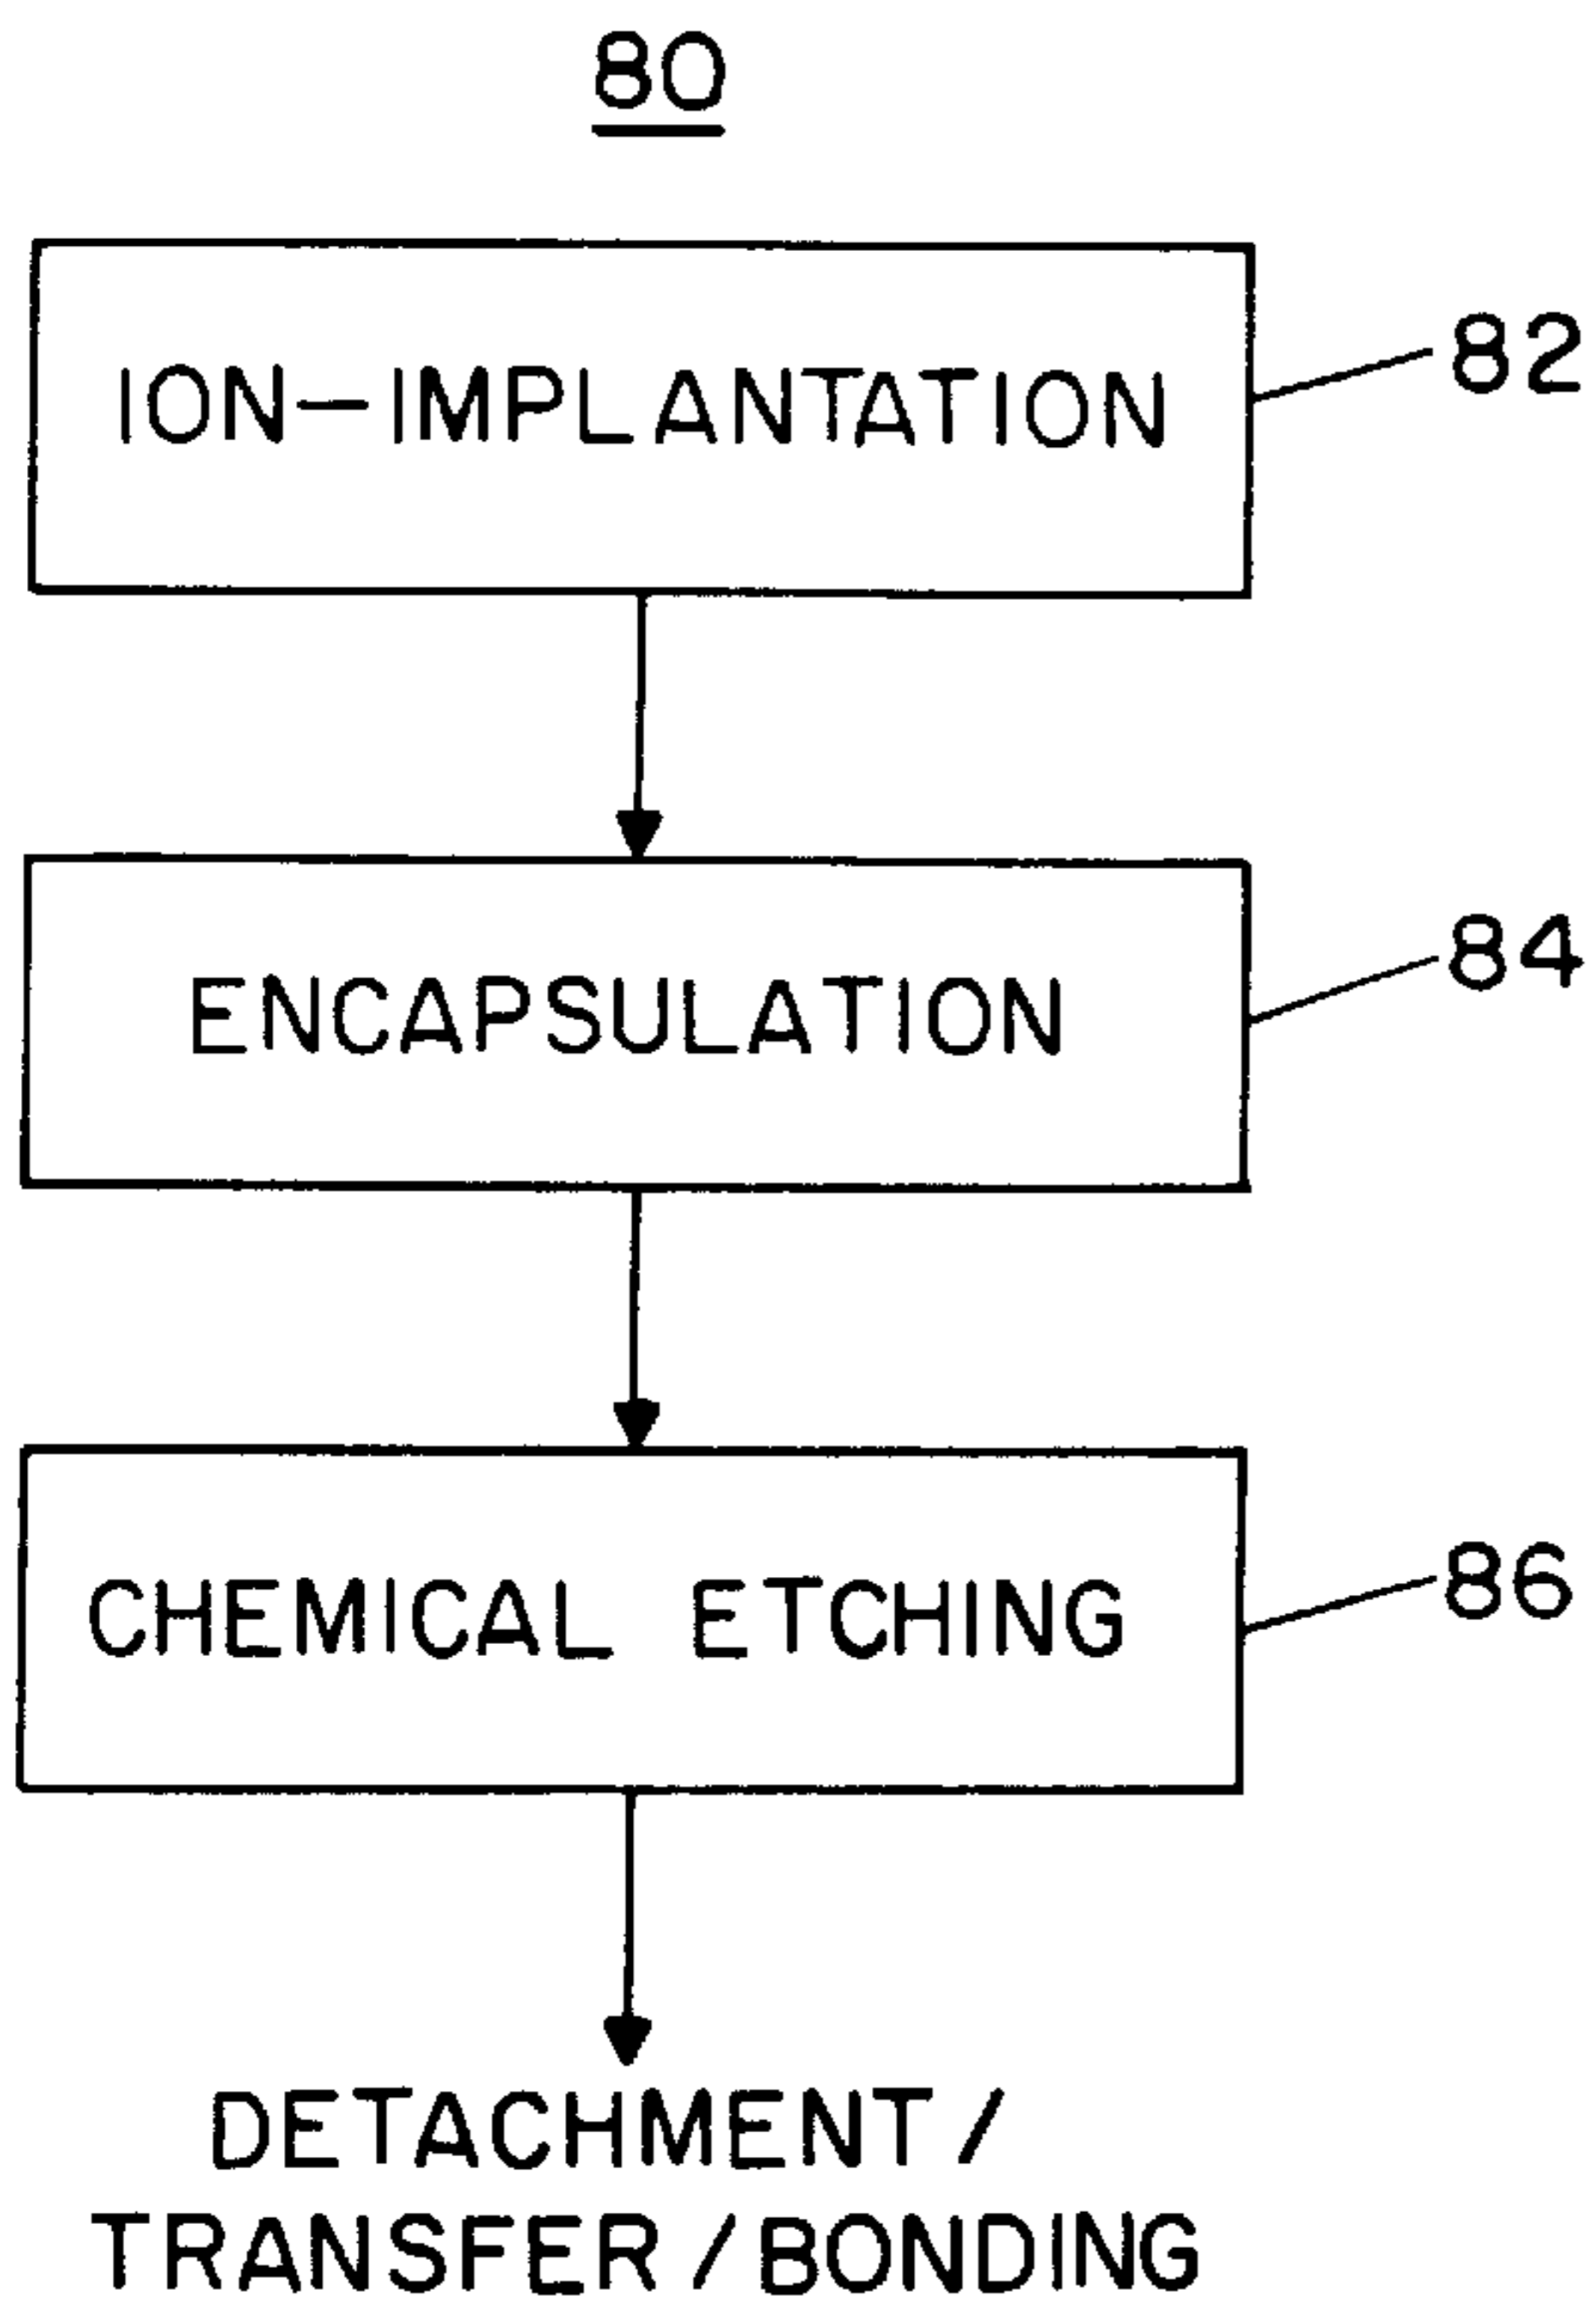 80
ION-IMPLANTATION
82
ENCAPSULATION
84
CHEMICAL ETCHING
86
DETACHMENT/
TRANSFER/BONDING